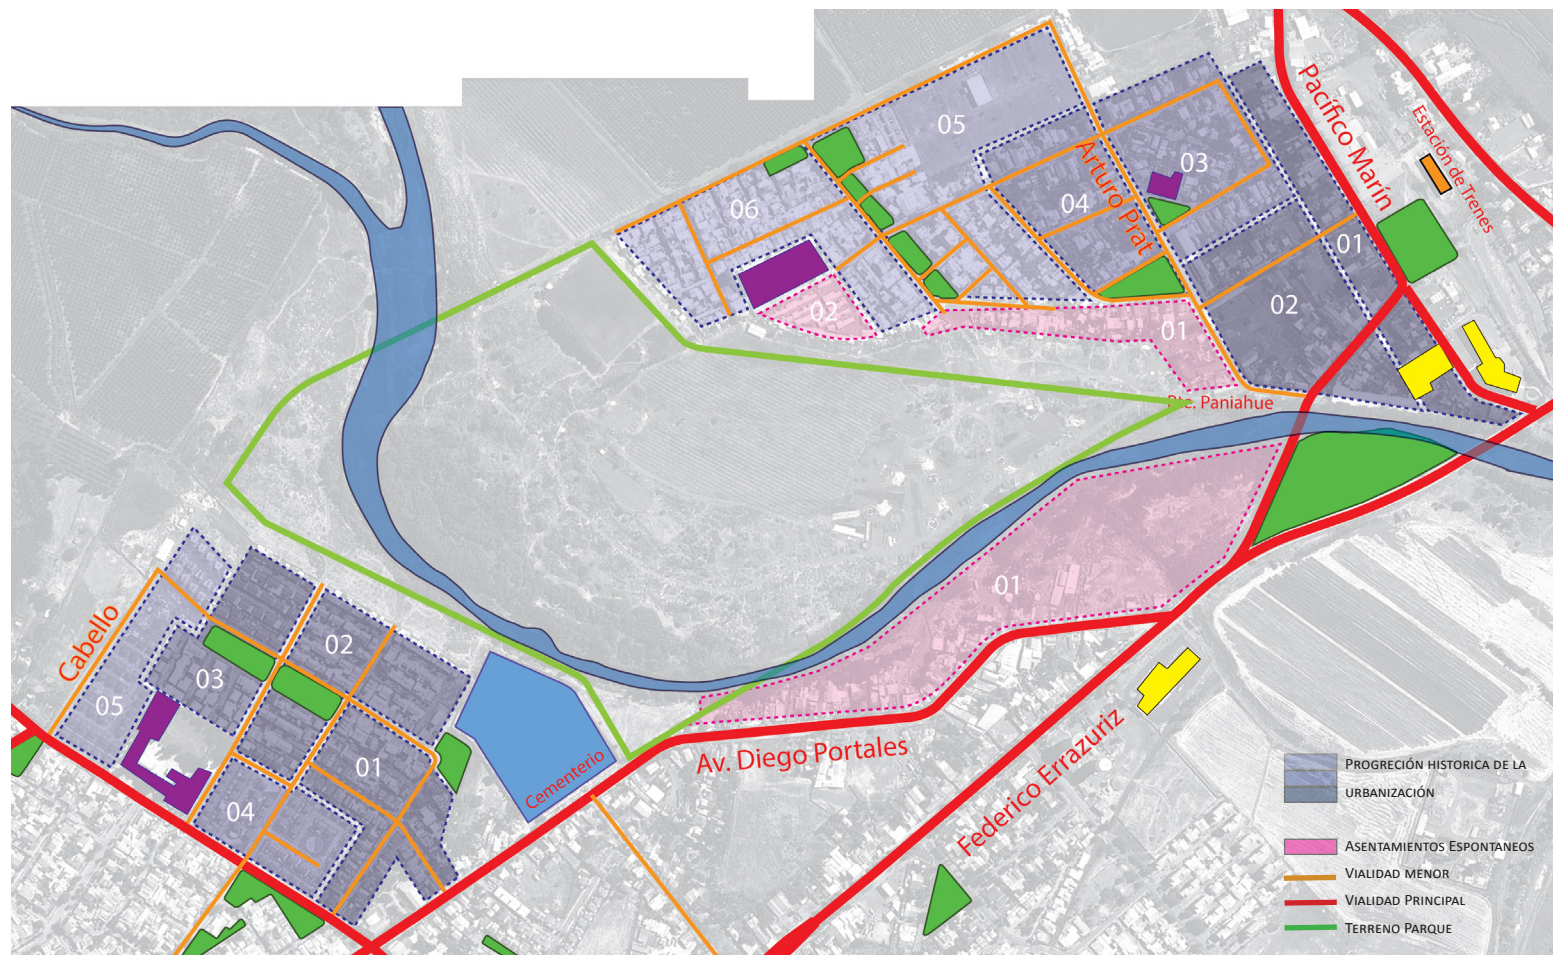 05
Pacífico Marín
Estación de Trenes
03
Arturo Prat
04
06
01
02
02
01
Pte. Paniahue
01
02
Cabello
03
05
01
04
Cementerio
Av. Diego Portales
Federico Errazuriz
Progreción historica de la
urbanización
Asentamientos Espontaneos
Vialidad menor
Vialidad Principal
Terreno Parque